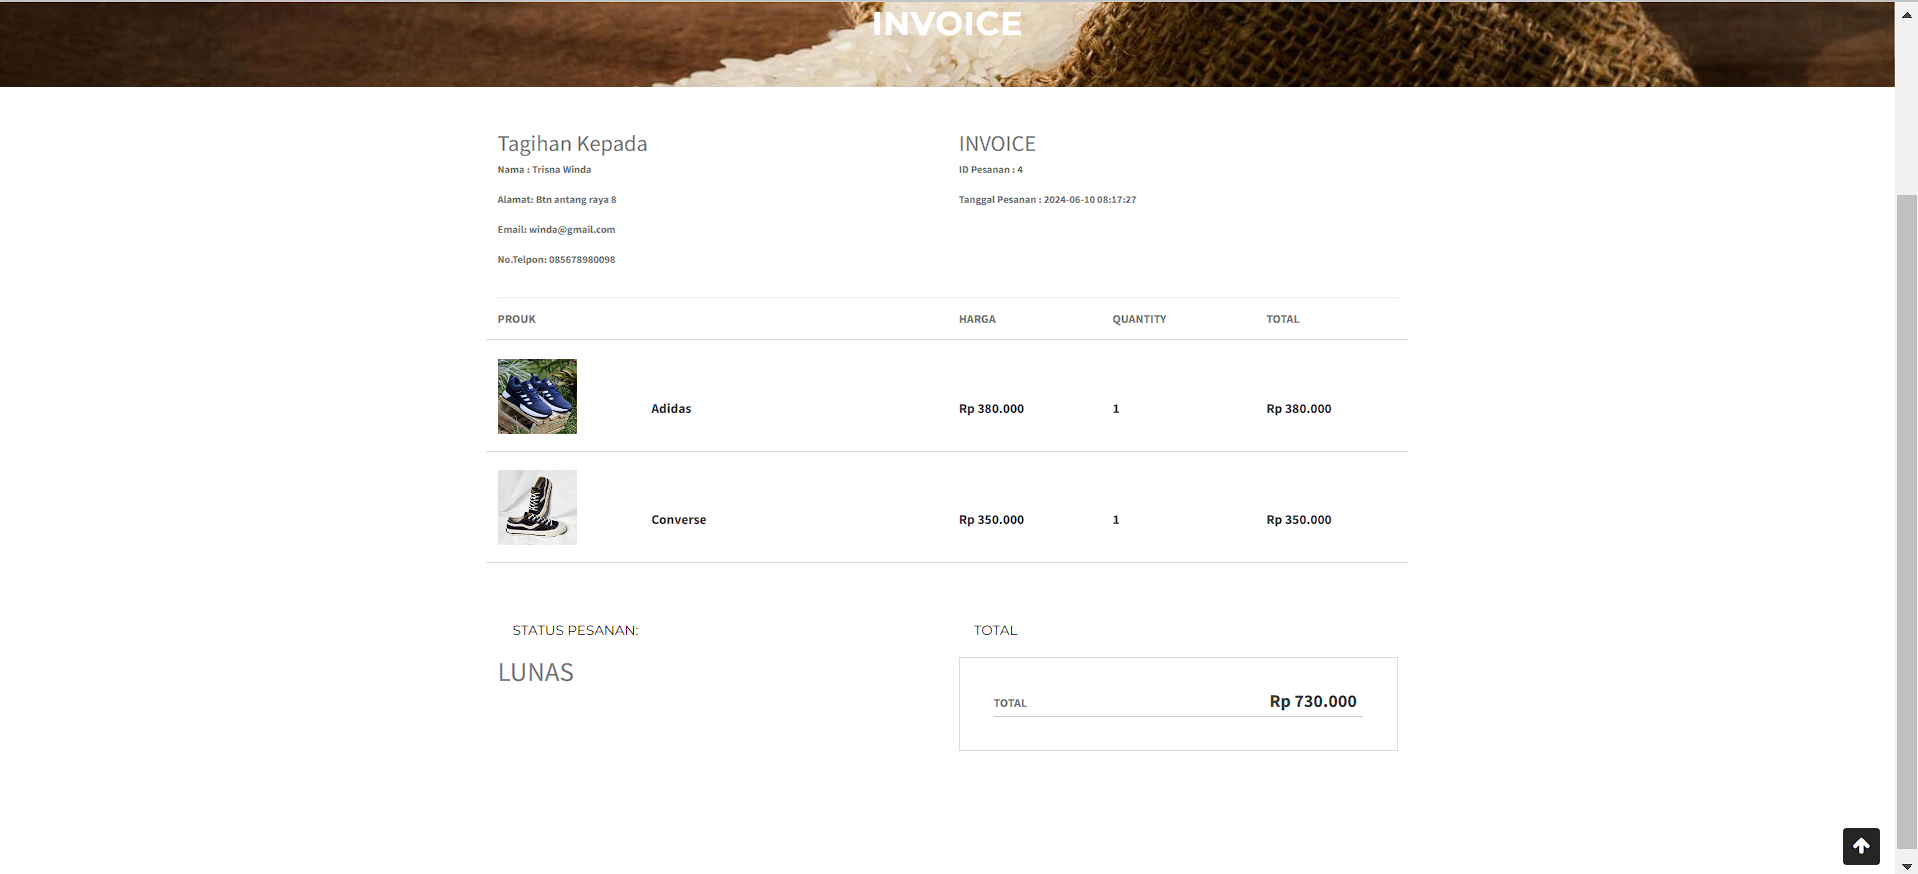 INVOICE
Tagihan Kepada
Nama : Trisna Winda
Alamat: Btn antang raya 8
Email: winda@gmail.com
No.Telpon: 085678980098
INVOICE
ID Pesanan : 4
Tanggal Pesanan : 2024-06-10 08:17:27
PROUK HARGA QUANTITY TOTAL
Adidas Rp 380.000 1 Rp 380.000
Converse Rp 350.000 1 Rp 350.000
STATUS PESANAN:
LUNAS
TOTAL
TOTAL Rp 730.000